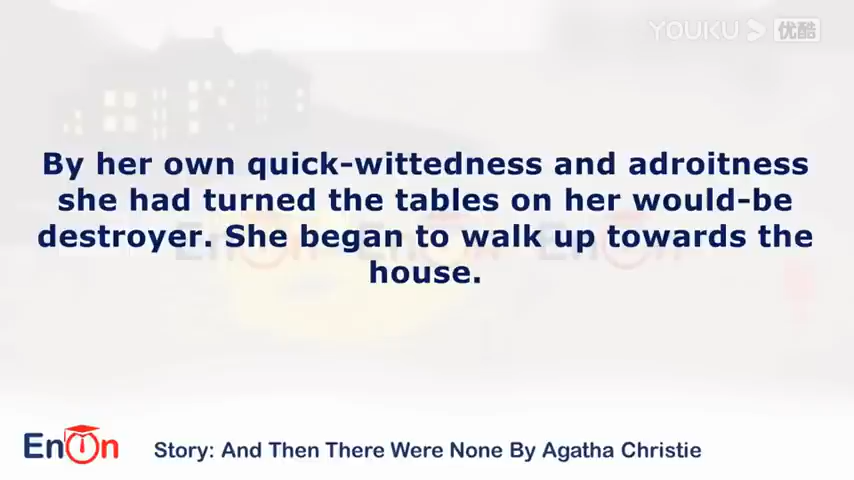 YOUKU 优酷
By her own quick-wittedness and adroitness
she had turned the tables on her would-be
destroyer. She began to walk up towards the
house.
EnOn
Story: And Then There Were None By Agatha Christie